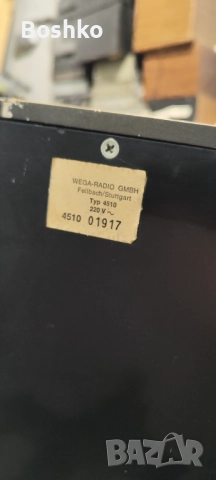 Boshko
WEGA-RADIO GMBH
Fellbach/Stuttgart
Typ 4510
220 V ~
4510 01917
BAZAR